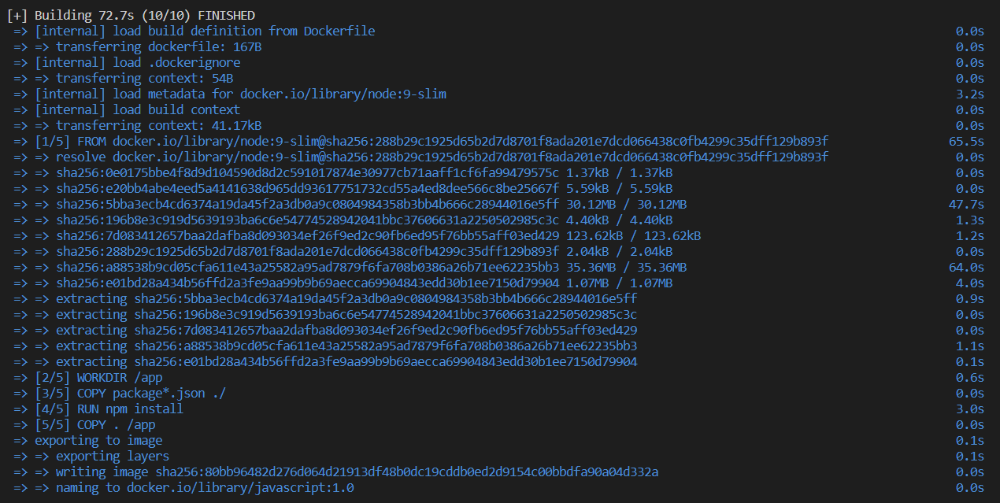 [+] Building 72.7s (10/10) FINISHED
=> [internal] load build definition from Dockerfile 0.0s
=> => transferring dockerfile: 167B 0.0s
=> [internal] load .dockerignore 0.0s
=> => transferring context: 54B 0.0s
=> [internal] load metadata for docker.io/library/node:9-slim 3.2s
=> [internal] load build context 0.0s
=> => transferring context: 41.17kB 0.0s
=> [1/5] FROM docker.io/library/node:9-slim@sha256:288b29c1925d65b2d7d8701f8ada201e7dcd066438c0fb4299c35dff129b893f 65.5s
=> => resolve docker.io/library/node:9-slim@sha256:288b29c1925d65b2d7d8701f8ada201e7dcd066438c0fb4299c35dff129b893f 0.0s
=> => sha256:0e0175bbe4f8d9d104590d8d2c591017874e30977cb71aaff1cf6fa99479575c 1.37kB / 1.37kB 0.0s
=> => sha256:e20bb4abe4eed5a4141638d965dd93617751732cd55a4ed8dee566c8be25667f 5.59kB / 5.59kB 0.0s
=> => sha256:5bba3ecb4cd6374a19da45f2a3db0a9c0804984358b3bb4b666c28944016e5ff 30.12MB / 30.12MB 47.7s
=> => sha256:196b8e3c919d5639193ba6c6e54774528942041bbc37606631a2250502985c3c 4.40kB / 4.40kB 1.3s
=> => sha256:7d083412657baa2dafba8d093034ef26f9ed2c90fb6ed95f76bb55aff03ed429 123.62kB / 123.62kB 1.2s
=> => sha256:288b29c1925d65b2d7d8701f8ada201e7dcd066438c0fb4299c35dff129b893f 2.04kB / 2.04kB 0.0s
=> => sha256:a88538b9cd05cfa611e43a25582a95ad7879f6fa708b0386a26b71ee62235bb3 35.36MB / 35.36MB 64.0s
=> => sha256:e01bd28a434b56ffd2a3fe9aa99b9b69aecca69904843edd30b1ee7150d79904 1.07MB / 1.07MB 4.0s
=> => extracting sha256:5bba3ecb4cd6374a19da45f2a3db0a9c0804984358b3bb4b666c28944016e5ff 0.9s
=> => extracting sha256:196b8e3c919d5639193ba6c6e54774528942041bbc37606631a2250502985c3c 0.0s
=> => extracting sha256:7d083412657baa2dafba8d093034ef26f9ed2c90fb6ed95f76bb55aff03ed429 0.0s
=> => extracting sha256:a88538b9cd05cfa611e43a25582a95ad7879f6fa708b0386a26b71ee62235bb3 1.1s
=> => extracting sha256:e01bd28a434b56ffd2a3fe9aa99b9b69aecca69904843edd30b1ee7150d79904 0.1s
=> [2/5] WORKDIR /app 0.6s
=> [3/5] COPY package*.json ./ 0.0s
=> [4/5] RUN npm install 3.0s
=> [5/5] COPY . /app 0.0s
=> exporting to image 0.1s
=> => exporting layers 0.1s
=> => writing image sha256:80bb96482d276d064d21913df48b0dc19cddb0ed2d9154c00bbdfa90a04d332a 0.0s
=> => naming to docker.io/library/javascript:1.0 0.0s